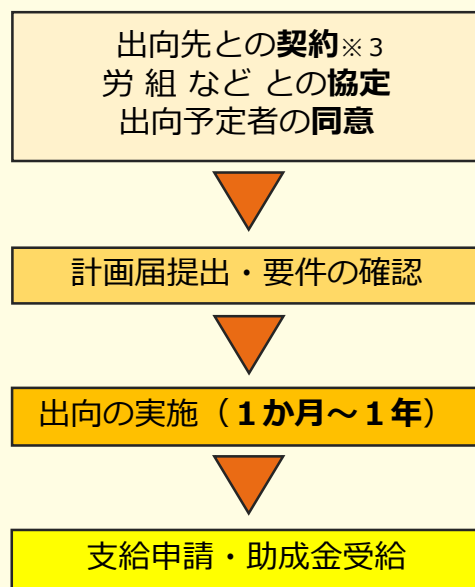 出向先との契約※3
労 組 など との協定
出向予定者の同意
計画届提出・要件の確認
出向の実施（１か月～１年）
支給申請・助成金受給